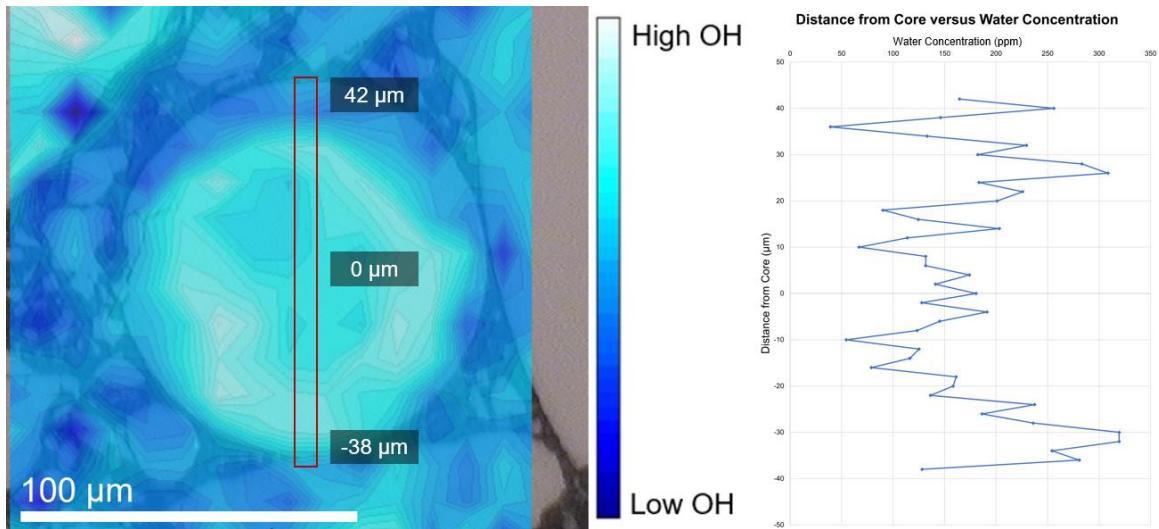 42 µm
0 µm
-38 µm
100 µm
High OH
Low OH
Distance from Core versus Water Concentration
Water Concentration (ppm)
0 50 100 150 200 250 300 350
Distance from Core (µm)
50
40
30
20
10
0
-10
-20
-30
-40
-50